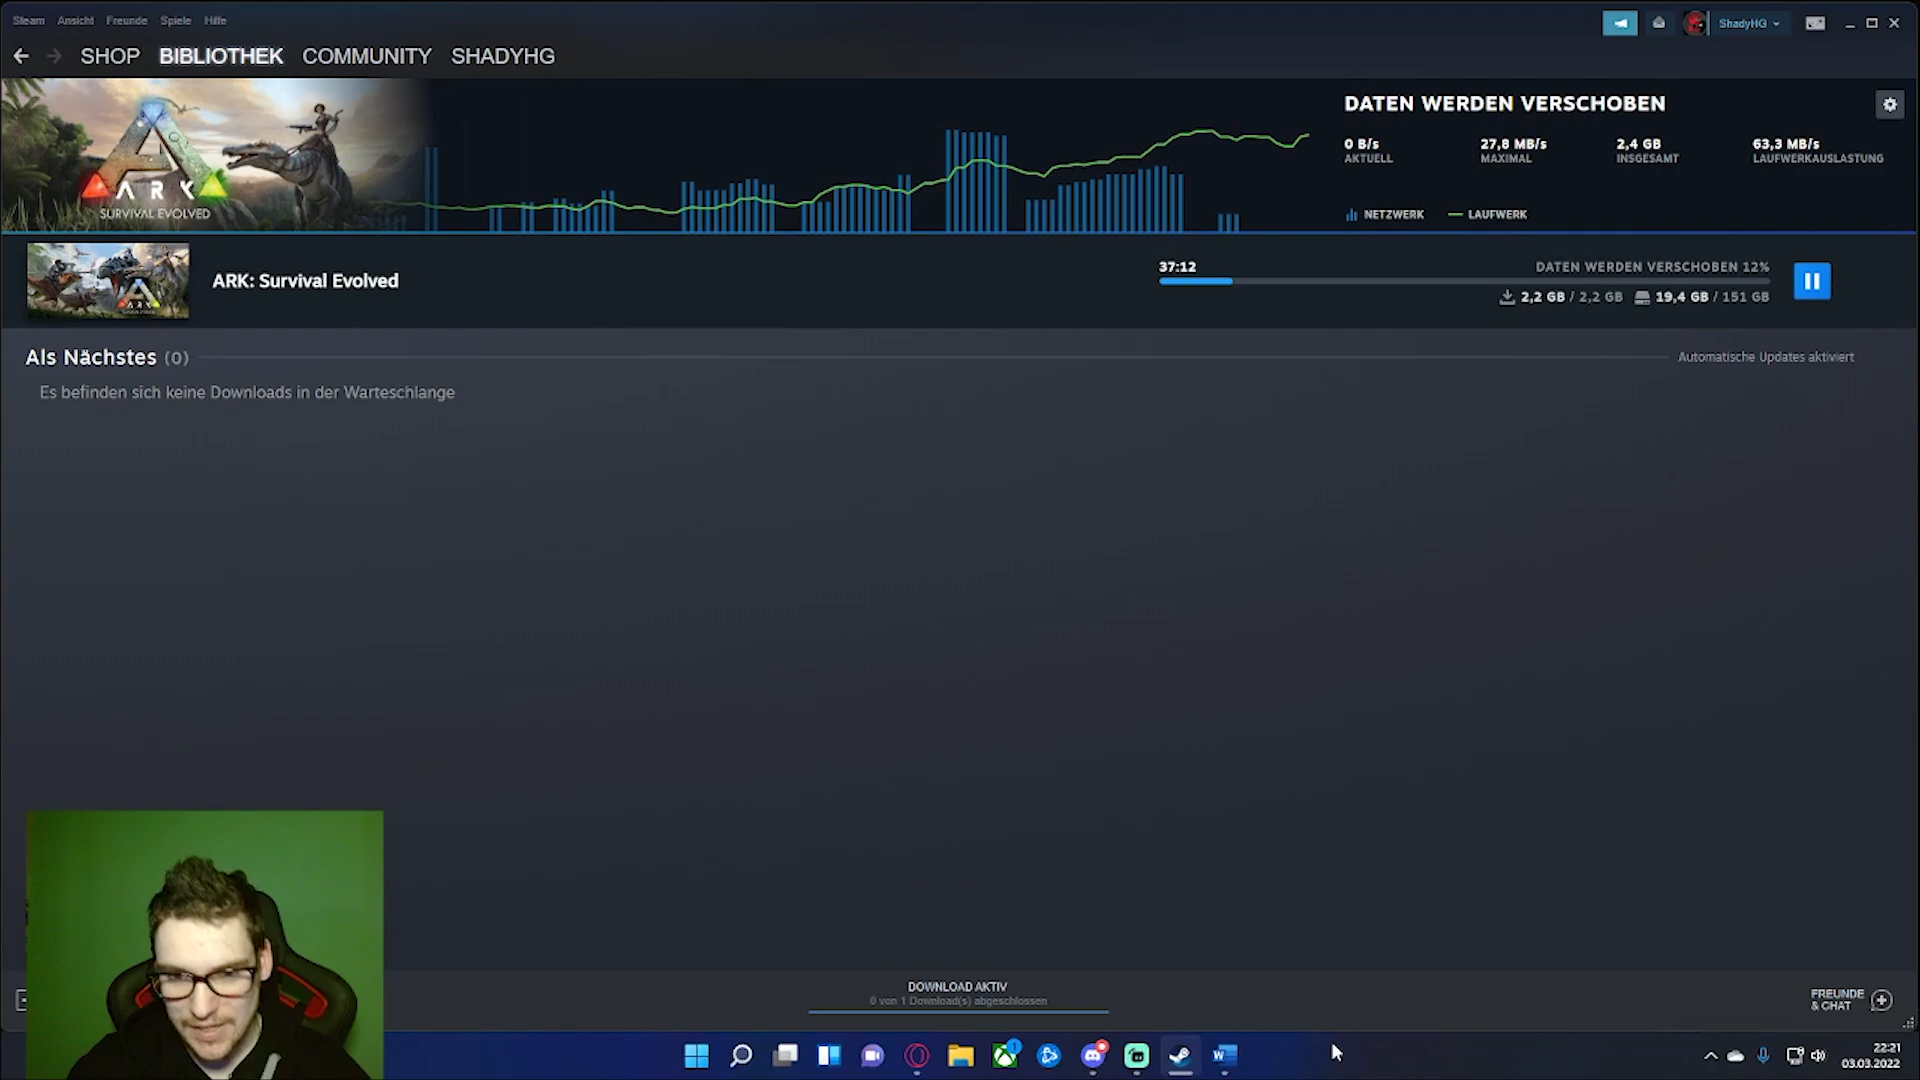 Steam Ansicht Freunde Spiele Hilfe
ShadyHG
SHOP BIBLIOTHEK COMMUNITY SHADYHG
ARK
SURVIVAL EVOLVED
DATEN WERDEN VERSCHOBEN
0 B/s 27,8 MB/s 2,4 GB 63,3 MB/s
AKTUELL MAXIMAL INSGESAMT LAUFWERKAUSLASTUNG
NETZWERK LAUFWERK
ARK
ARK: Survival Evolved
37:12 DATEN WERDEN VERSCHOBEN 12%
2,2 GB / 2,2 GB 19,4 GB / 151 GB
Als Nächstes (0) Automatische Updates aktiviert
Es befinden sich keine Downloads in der Warteschlange
DOWNLOAD AKTIV
0 von 1 Download(s) abgeschlossen
FREUNDE
& CHAT
1
W
22:21
03.03.2022